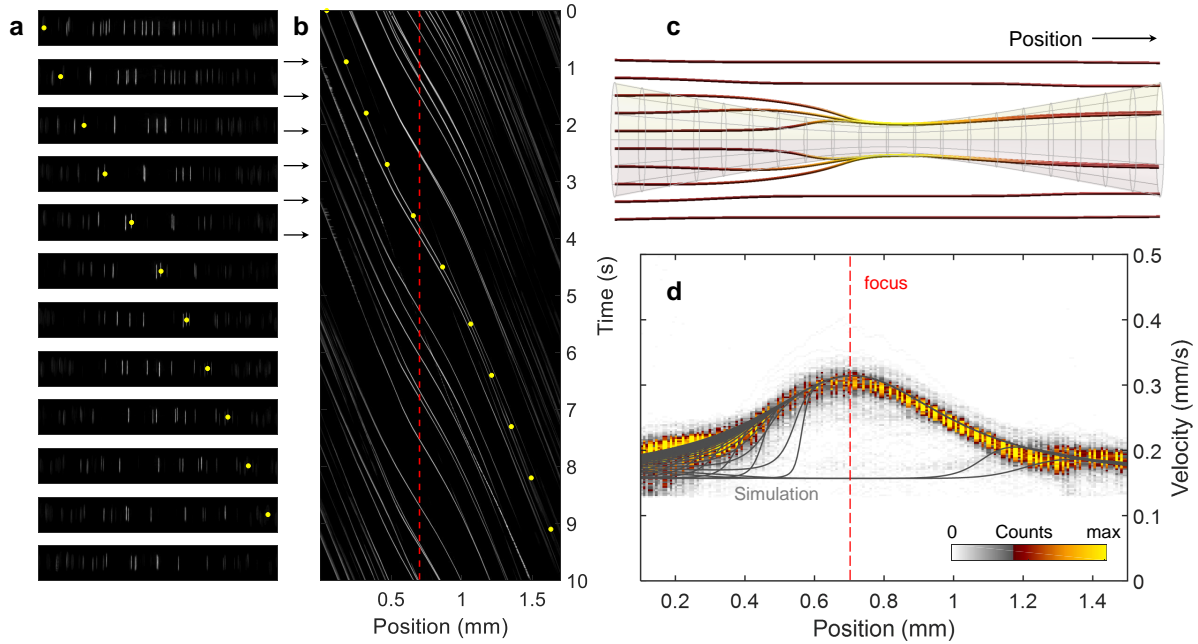 a
b
0
1
2
3
4
5
6
7
8
9
10
Time (s)
0.5
1
1.5
Position (mm)
c
Position
d
focus
Simulation
0
Counts
max
0.5
0.4
0.3
0.2
0.1
0
Velocity (mm/s)
0.2
0.4
0.6
0.8
1
1.2
1.4
Position (mm)